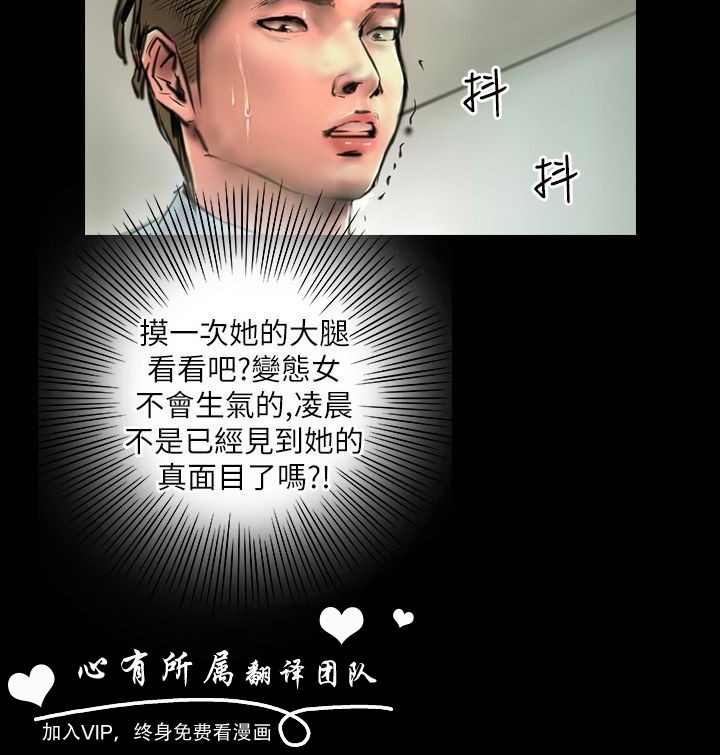 抖
抖
摸一次她的大腿
看看吧?變態女
不會生氣的,凌晨
不是已經見到她的
真面目了嗎?!
心有所属翻译团队
加入VIP，终身免费看漫画